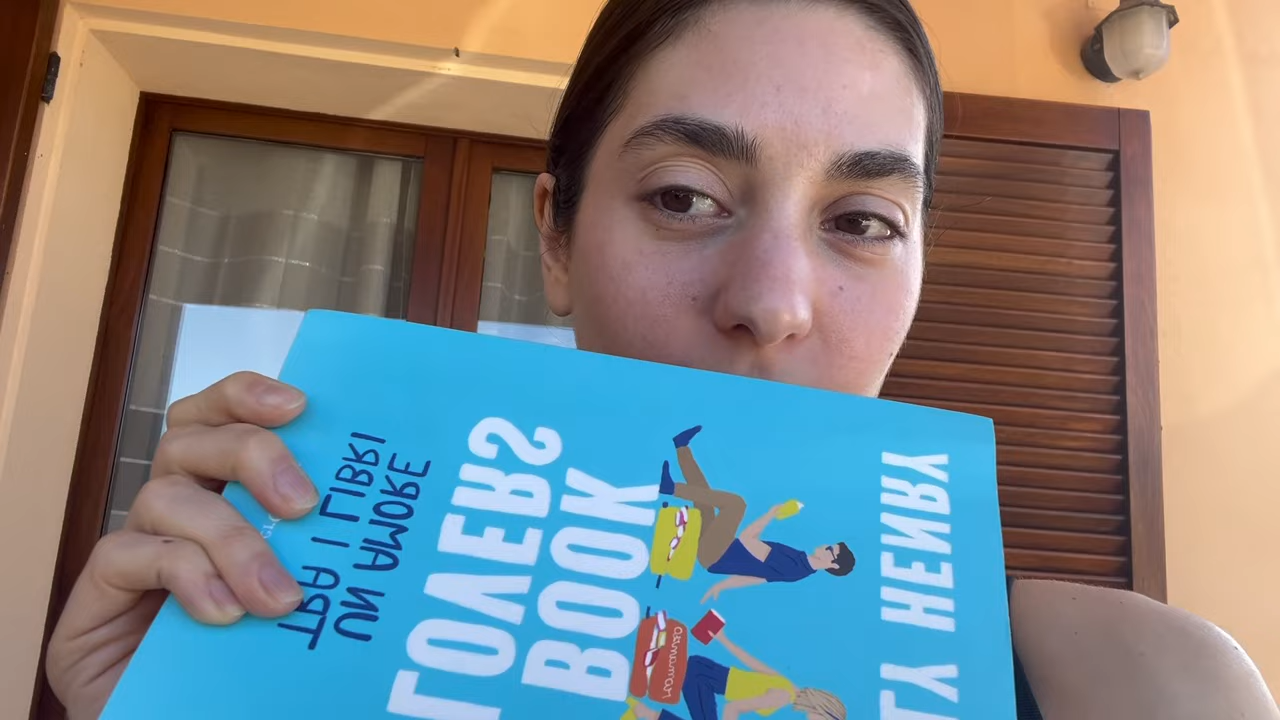 LY HENRY
BOOK
LOVERS
UN AMORE
TRA I LIBRI